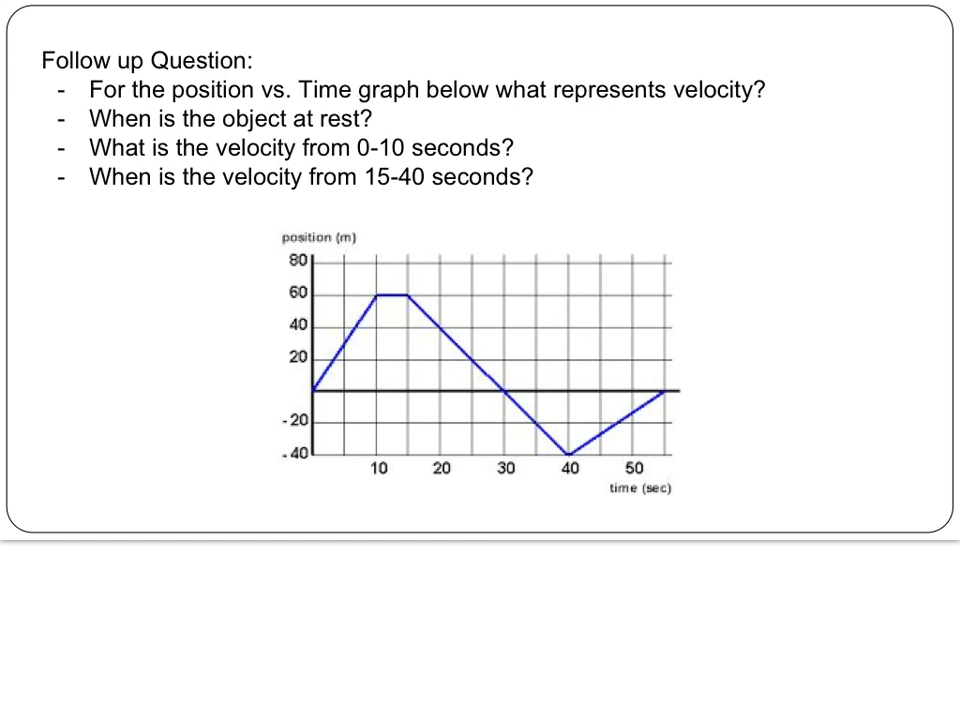 Follow up Question:
- For the position vs. Time graph below what represents velocity?
- When is the object at rest?
- What is the velocity from 0-10 seconds?
- When is the velocity from 15-40 seconds?
position (m)
80
60
40
20
-20
-40
10 20 30 40 50
time (sec)